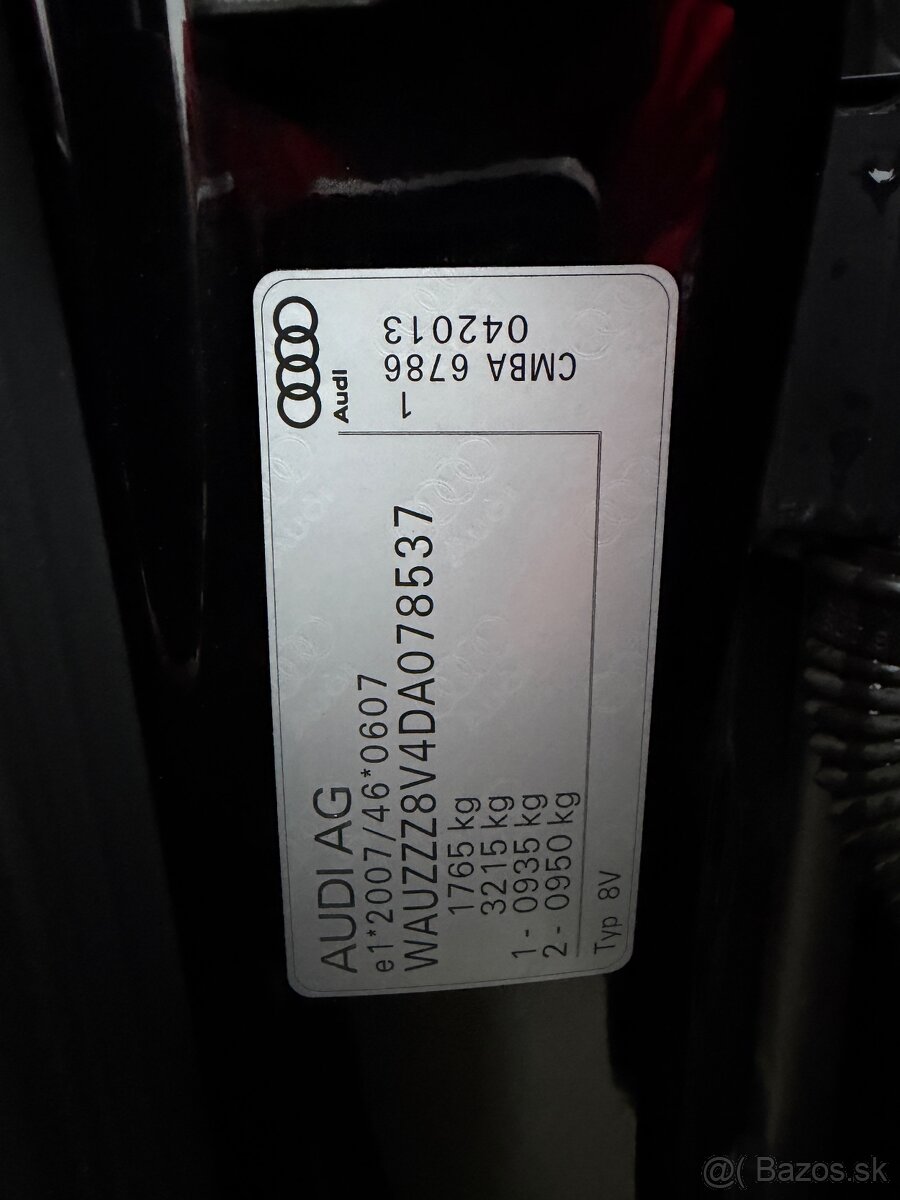 AUDI AG
e1*2007/46*0607
WAUZZZ8V4DA078537
1765 kg
3215 kg
1- 0935 kg
2- 0950 kg
Typ 8V
Audi
1
CMBA 6786
042013
@( Bazos.sk